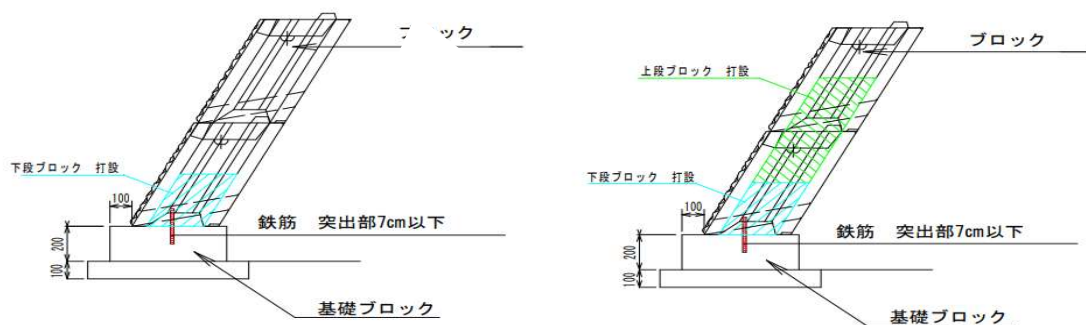 ック
下段ブロック 打設
100
200
100
鉄筋 突出部7cm以下
基礎ブロック
ブロック
上段ブロック 打設
下段ブロック 打設
100
200
100
鉄筋 突出部7cm以下
基礎ブロック